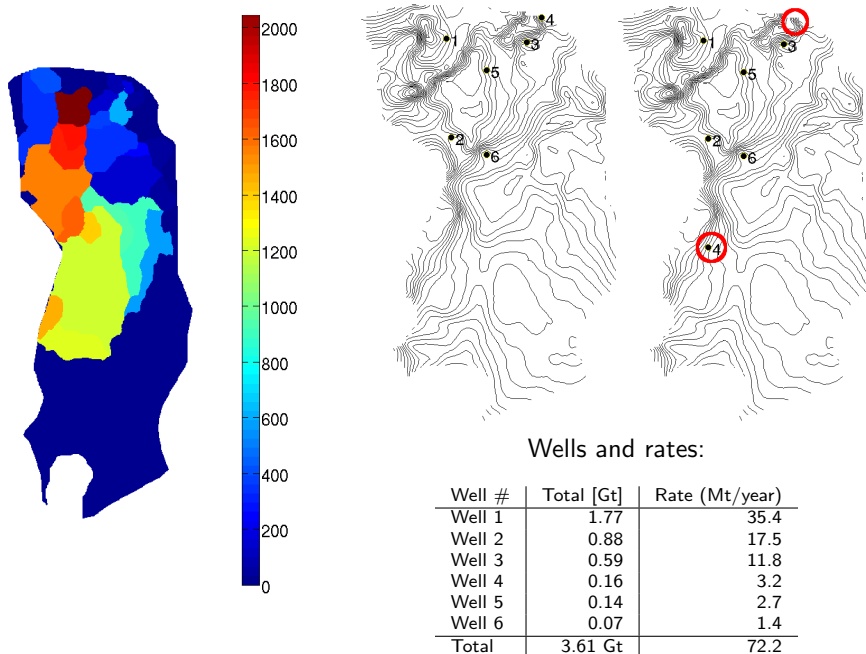 2000
1800
1600
1400
1200
1000
800
600
400
200
0
4
1
3
5
2
6
1
3
5
2
6
4
Wells and rates:
Well # Total [Gt] Rate (Mt/year)
Well 1 1.77 35.4
Well 2 0.88 17.5
Well 3 0.59 11.8
Well 4 0.16 3.2
Well 5 0.14 2.7
Well 6 0.07 1.4
Total 3.61 Gt 72.2